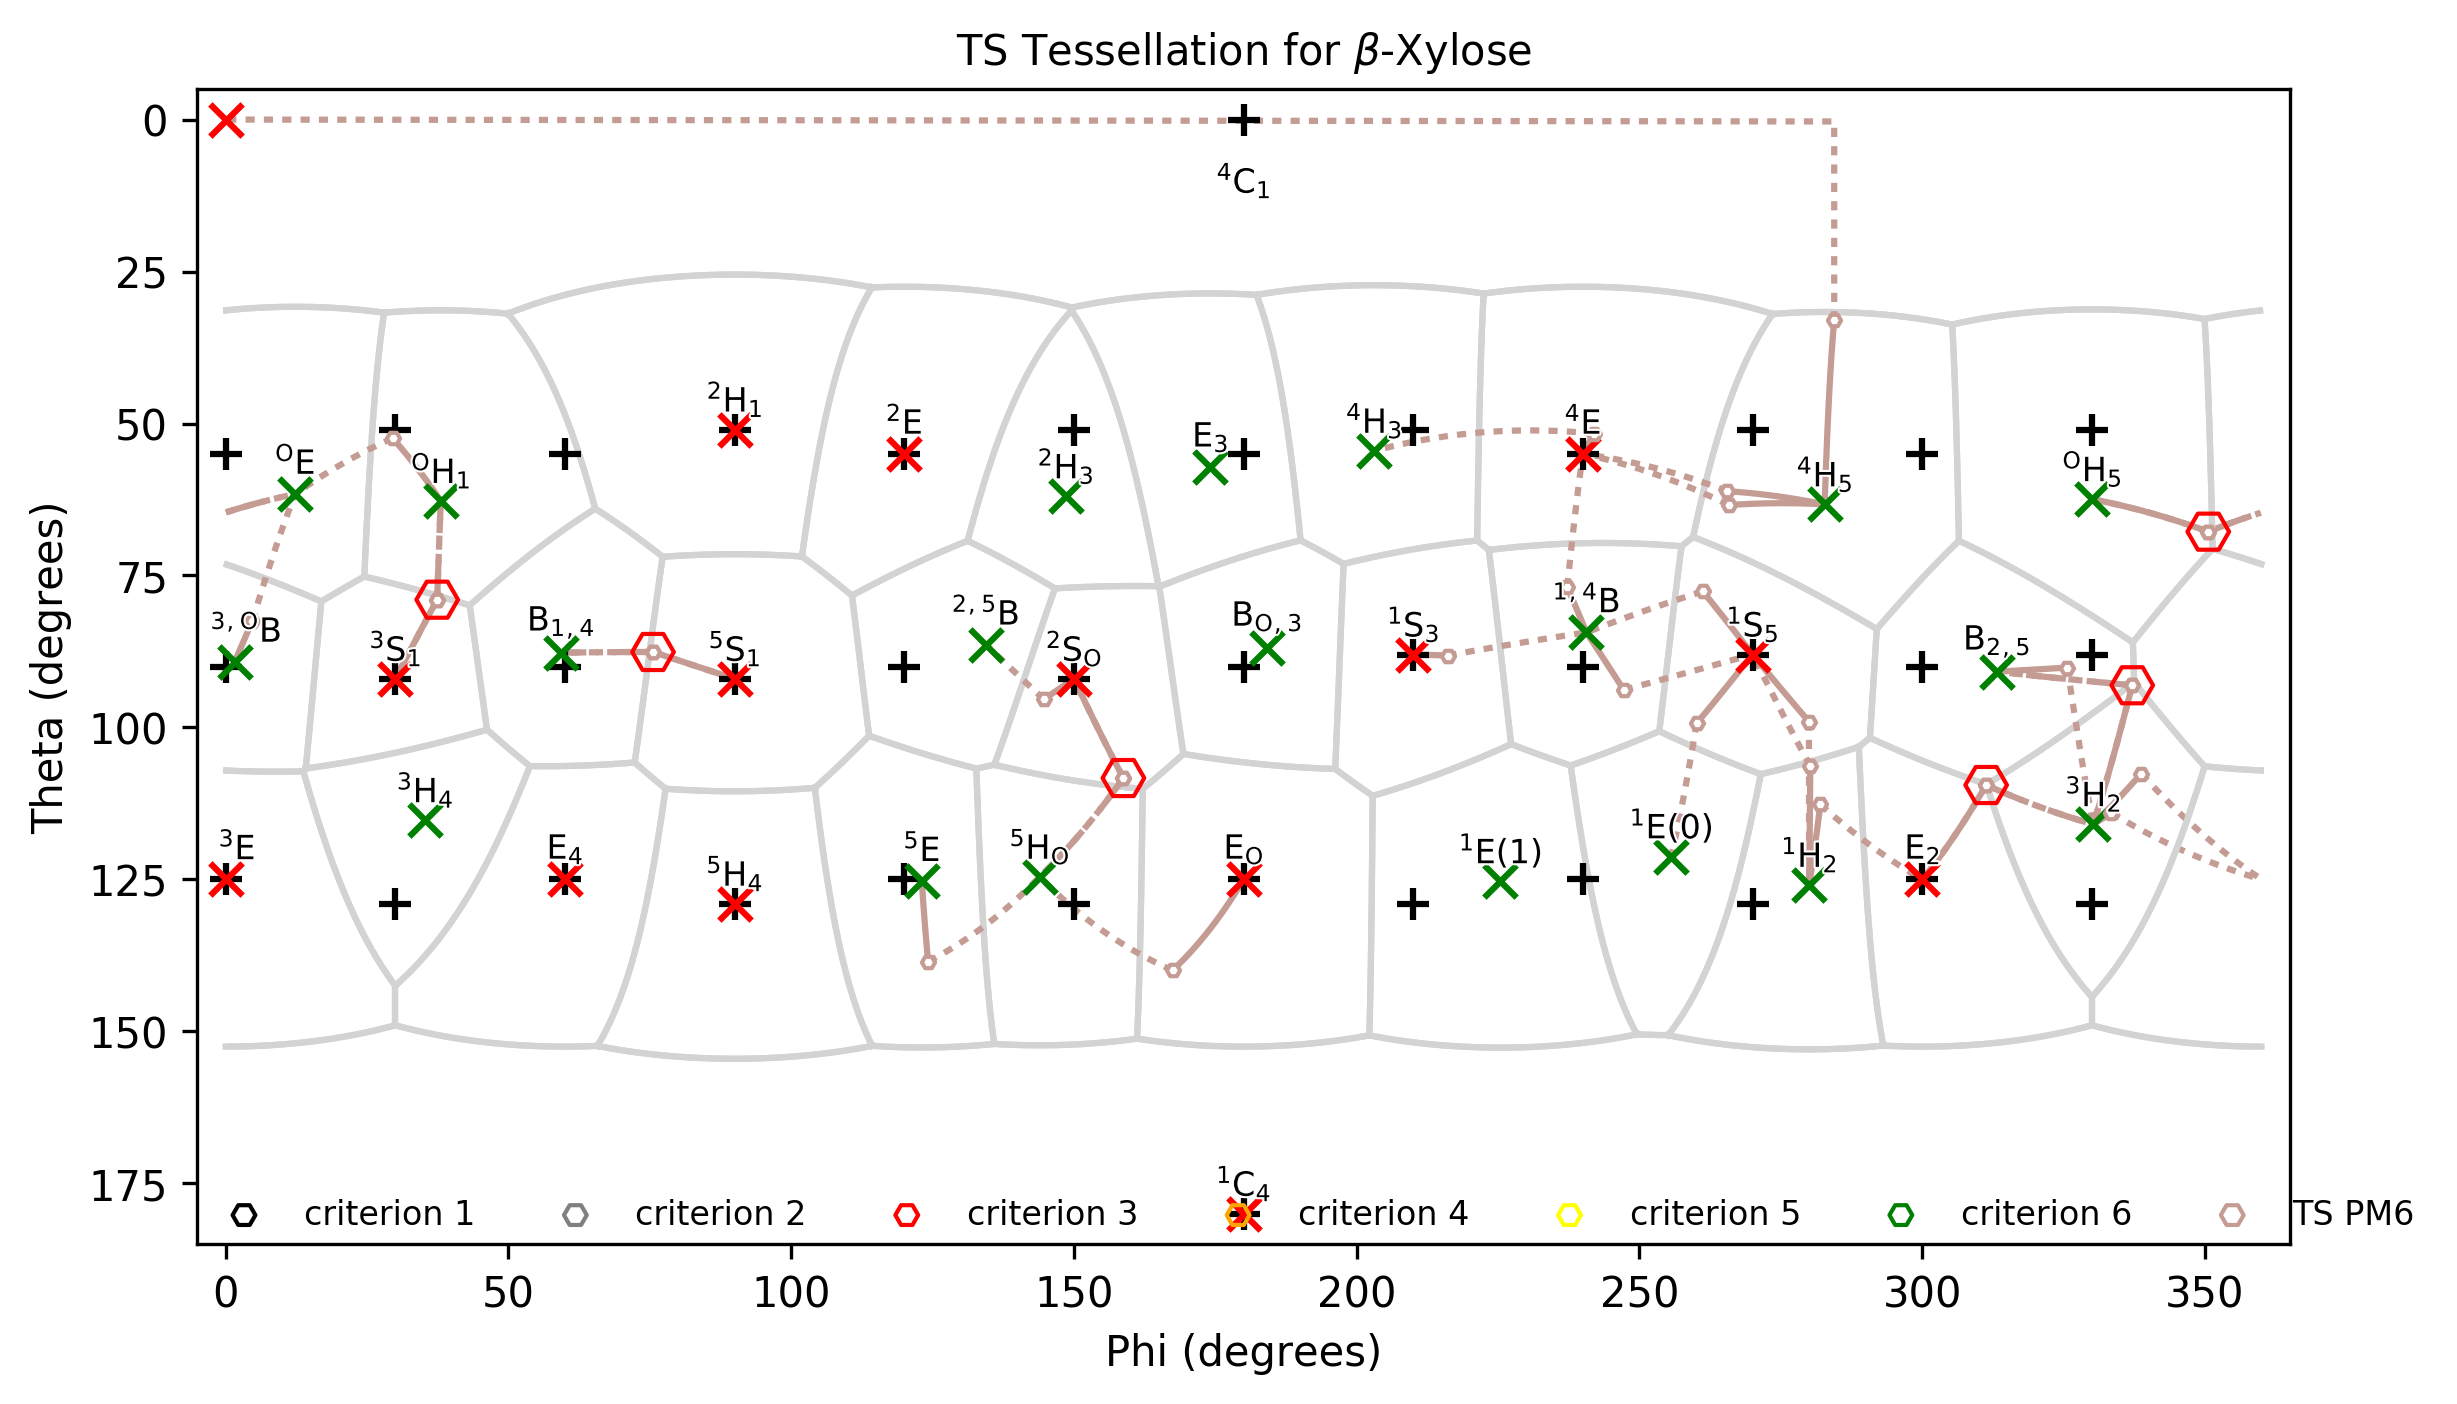 TS Tessellation for β-Xylose
0
25
50
75
100
125
150
175
Theta (degrees)
⁴C₁
²H₁
²E
²H₃
E₃
⁴H₃
⁴E
⁴H₅
ᴼH₅
ᴼE
ᴼH₁
³,ᴼB
³S₁
B₁,₄
⁵S₁
²,⁵B
²Sₒ
Bₒ,₃
¹S₃
¹,⁴B
¹S₅
B₂,₅
³E
³H₄
E₄
⁵H₄
⁵E
⁵Hₒ
Eₒ
¹E(1)
¹E(0)
¹H₂
E₂
³H₂
¹C₄
criterion 1 criterion 2 criterion 3 criterion 4 criterion 5 criterion 6 TS PM6
0 50 100 150 200 250 300 350
Phi (degrees)